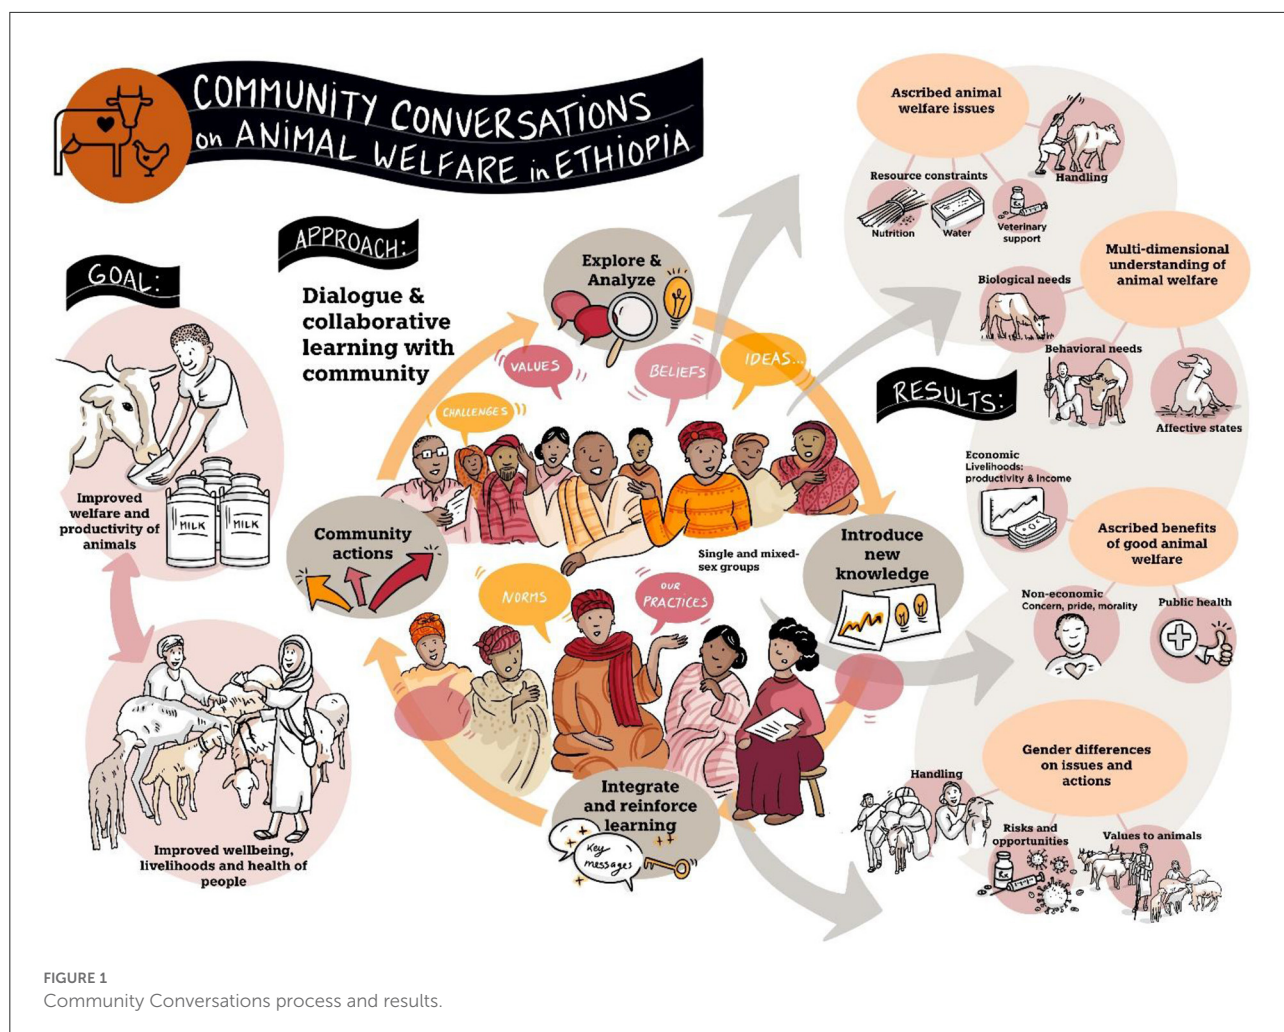 COMMUNITY CONVERSATIONS
on ANIMAL WELFARE in ETHIOPIA
GOAL:
Improved
welfare and
productivity of
animals
MILK
MILK
Improved wellbeing,
livelihoods and health of
people
APPROACH:
Dialogue &
collaborative
learning with
community
Explore &
Analyze
CHALLENGES
VALUES
BELIEFS
IDEAS...
Community
actions
Single and mixed-
sex groups
Introduce
new
knowledge
NORMS
OUR
PRACTICES
Integrate
and reinforce
learning
Key
messages
RESULTS:
Ascribed animal
welfare issues
Resource constraints
Handling
Nutrition
Water
Veterinary
support
Multi-dimensional
understanding of
animal welfare
Biological needs
Behavioral needs
Affective states
Economic
Livelihoods:
productivity & Income
Ascribed benefits
of good animal
welfare
Non-economic
Concern, pride, morality
Public health
Gender differences
on issues and
actions
Handling
Risks and
opportunities
Values to animals
FIGURE 1
Community Conversations process and results.